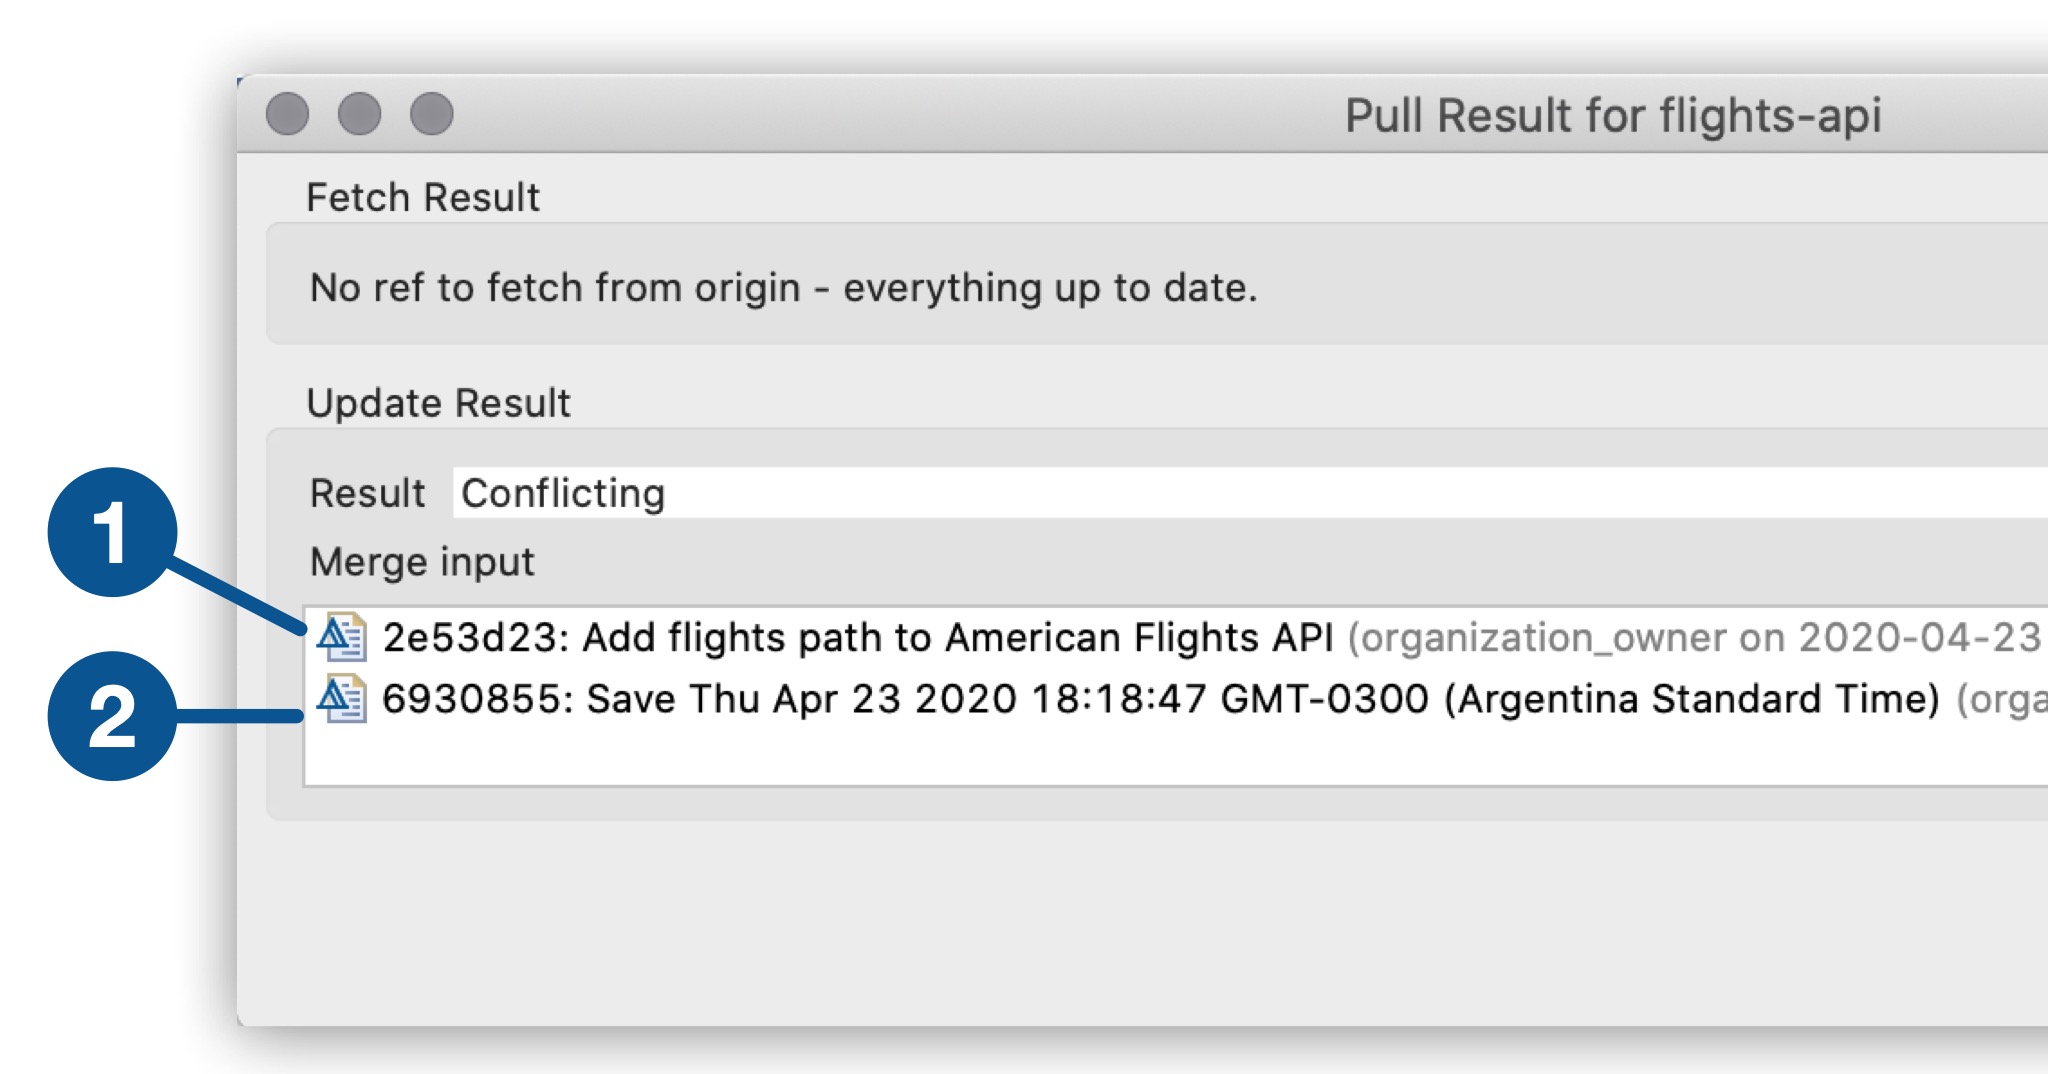 Pull Result for flights-api
Fetch Result
No ref to fetch from origin - everything up to date.
Update Result
Result Conflicting
Merge input
1
2e53d23: Add flights path to American Flights API (organization_owner on 2020-04-23
2
6930855: Save Thu Apr 23 2020 18:18:47 GMT-0300 (Argentina Standard Time) (orga